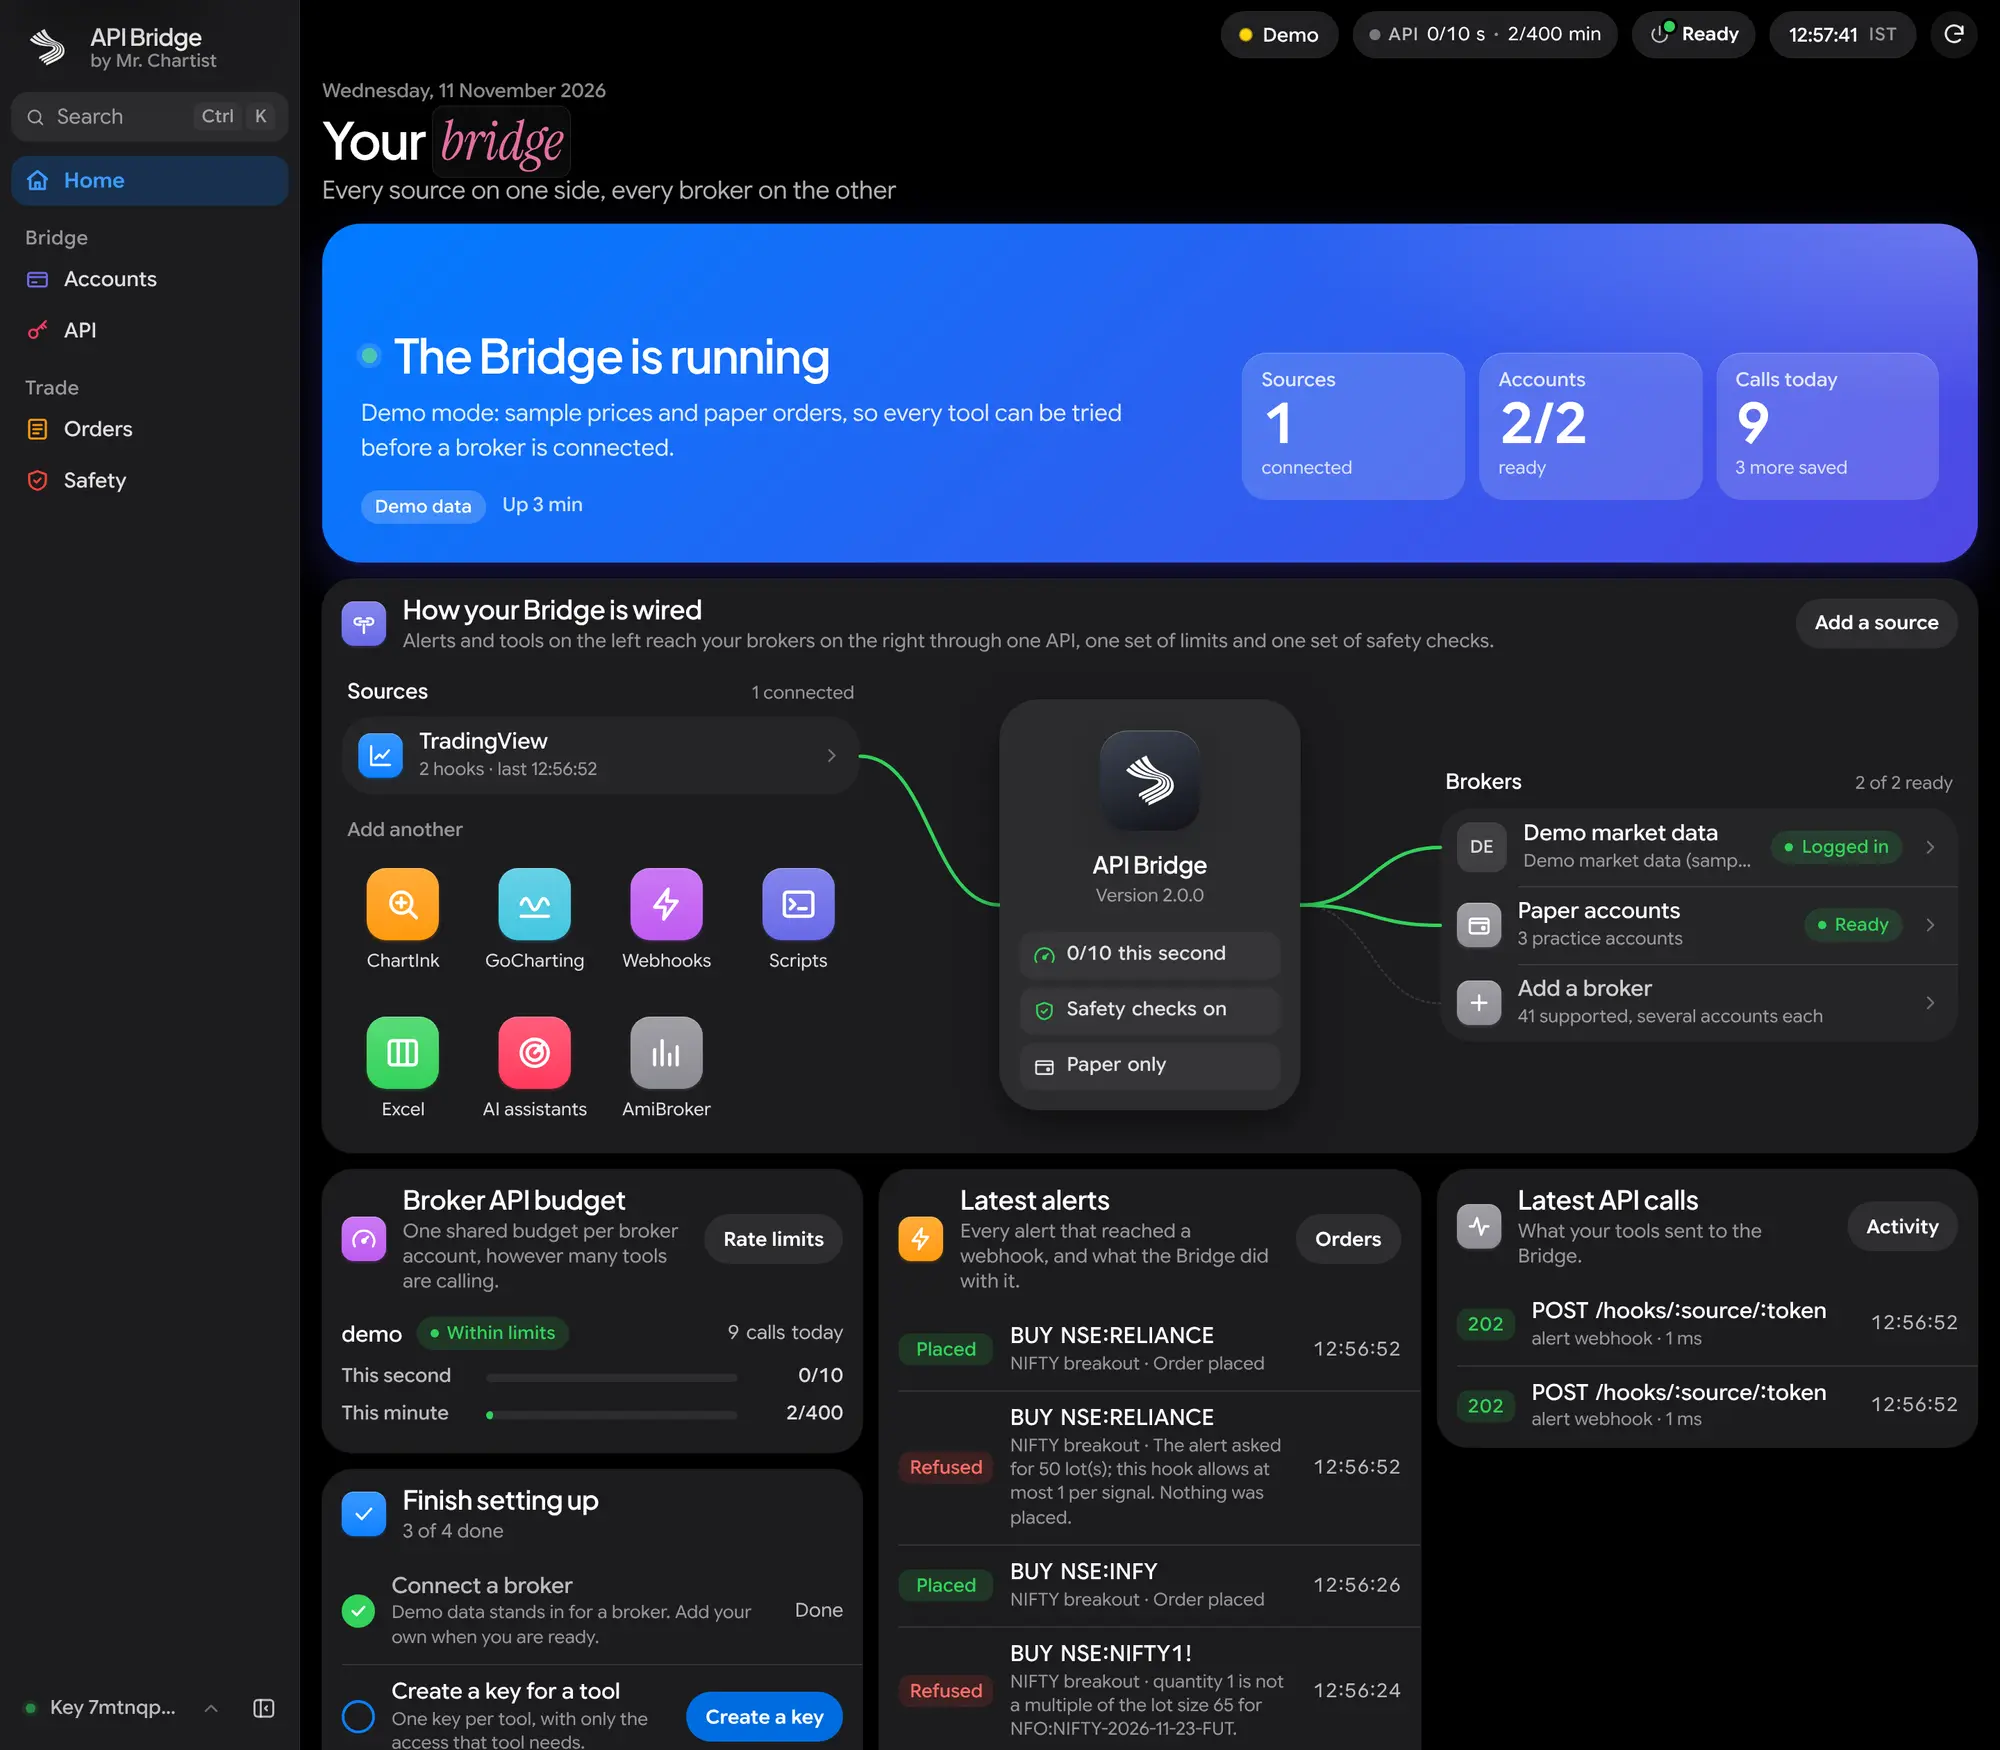 API Bridge
by Mr. Chartist
Search
Ctrl
K
Home
Bridge
Accounts
API
Trade
Orders
Safety
Key 7mtnqp...
Demo
API 0/10 s · 2/400 min
Ready
12:57:41 IST
Wednesday, 11 November 2026
Your bridge
Every source on one side, every broker on the other
The Bridge is running
Demo mode: sample prices and paper orders, so every tool can be tried
before a broker is connected.
Demo data
Up 3 min
Sources
1
connected
Accounts
2/2
ready
Calls today
9
3 more saved
How your Bridge is wired
Alerts and tools on the left reach your brokers on the right through one API, one set of limits and one set of safety checks.
Add a source
Sources
1 connected
TradingView
2 hooks · last 12:56:52
Add another
ChartInk
GoCharting
Webhooks
Scripts
Excel
AI assistants
AmiBroker
API Bridge
Version 2.0.0
0/10 this second
Safety checks on
Paper only
Brokers
2 of 2 ready
DE
Demo market data
Demo market data (samp...
Logged in
Paper accounts
3 practice accounts
Ready
Add a broker
41 supported, several accounts each
Broker API budget
One shared budget per broker
account, however many tools
are calling.
Rate limits
demo
Within limits
9 calls today
This second
0/10
This minute
2/400
Finish setting up
3 of 4 done
Connect a broker
Demo data stands in for a broker. Add your
own when you are ready.
Done
Create a key for a tool
One key per tool, with only the
access that tool needs.
Create a key
Latest alerts
Every alert that reached a
webhook, and what the Bridge did
with it.
Orders
Placed
BUY NSE:RELIANCE
NIFTY breakout · Order placed
12:56:52
Refused
BUY NSE:RELIANCE
NIFTY breakout · The alert asked
for 50 lot(s); this hook allows at
most 1 per signal. Nothing was
placed.
12:56:52
Placed
BUY NSE:INFY
NIFTY breakout · Order placed
12:56:26
Refused
BUY NSE:NIFTY1!
NIFTY breakout · quantity 1 is not
a multiple of the lot size 65 for
NFO:NIFTY-2026-11-23-FUT.
12:56:24
Latest API calls
What your tools sent to the
Bridge.
Activity
202
POST /hooks/:source/:token
alert webhook · 1 ms
12:56:52
202
POST /hooks/:source/:token
alert webhook · 1 ms
12:56:52